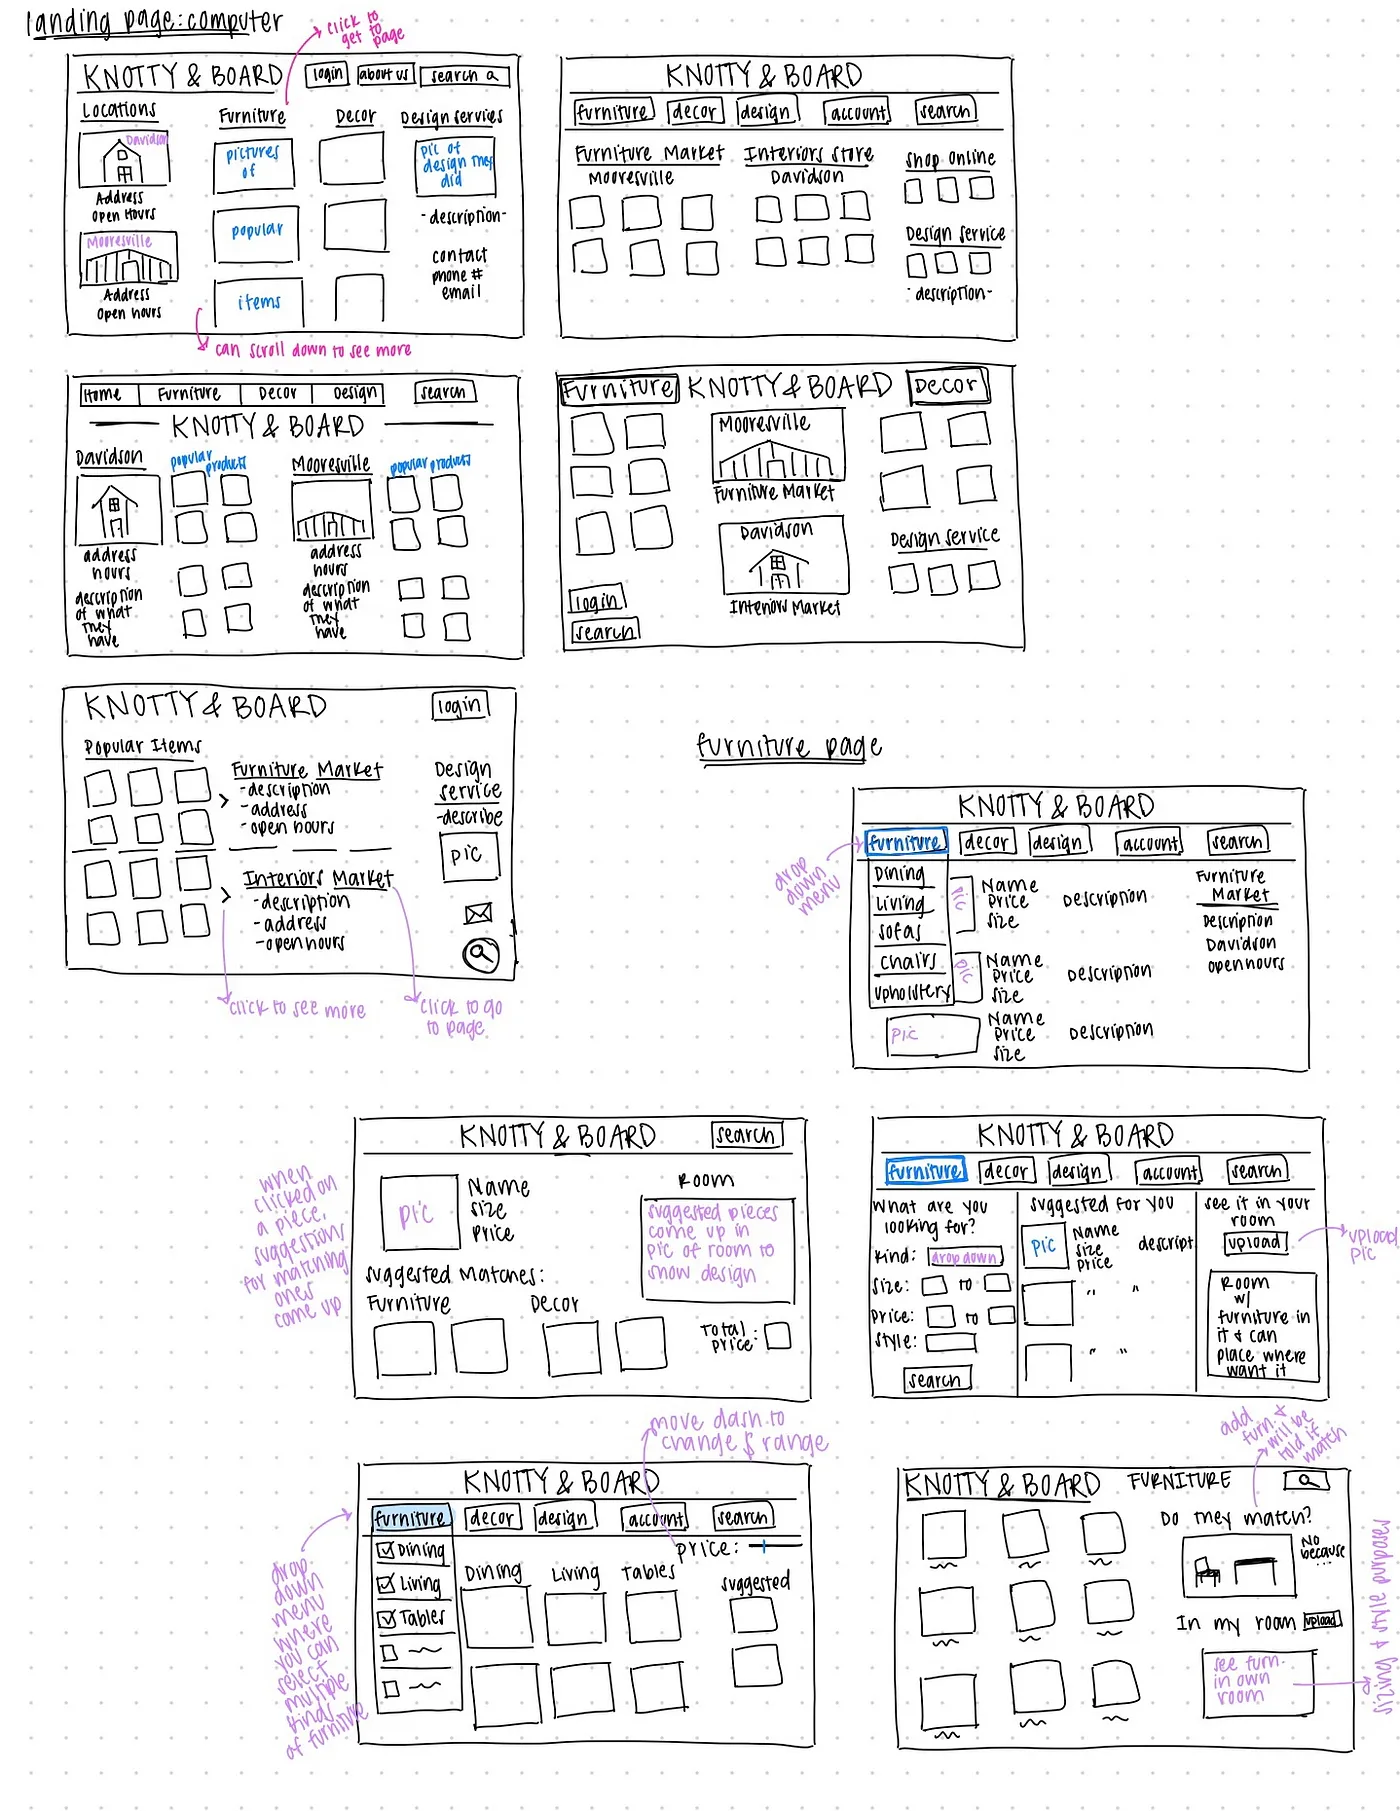 landing page: computer
click to
get to
page
KNOTTY & BOARD
login
about us
search
Locations
Furniture
Decor
Design services
Davidson
Address
open Hours
Mooresville
Address
open hours
pictures
of
popular
items
pic of
design they
did
-description-
contact
phone #
email
can scroll down to see more
KNOTTY & BOARD
furniture
decor
design
account
search
Furniture Market
Mooresville
Interiors Store
Davidson
Shop online
Design service
-description-
Home
Furniture
Decor
Design
search
KNOTTY & BOARD
Davidson
popular
products
address
hours
description
of what
they
have
Mooresville
popular products
address
hours
description
of what
they
have
Furniture
KNOTTY & BOARD
Decor
Mooresville
Furniture Market
Davidson
Interiors Market
Design service
login
search
KNOTTY & BOARD
login
Popular Items
Furniture Market
-description
-address
-open hours
Interiors Market
-description
-address
-open hours
Design
service
-describe
pic
click to see more
click to go
to page
furniture page
KNOTTY & BOARD
furniture
decor
design
account
search
drop
down
menu
Dining
Living
sofas
chairs
upholstery
pic
Name
Price
size
Description
pic
Name
Price
size
Description
pic
Name
Price
size
Description
Furniture
Market
Description
Davidson
open hours
KNOTTY & BOARD
search
when
clicked on
a piece,
suggestions
for matching
ones
come up
pic
Name
size
price
Room
suggested pieces
come up in
pic of room to
show design
Suggested Matches:
Furniture
Decor
Total
price:
KNOTTY & BOARD
furniture
decor
design
account
search
What are you
looking for?
kind: drop down
size: to
price: to
style:
search
suggested for you
pic
Name
size
price
descript
" "
" "
see it in your
room
upload
upload
pic
Room
w/
furniture in
it & can
place where
want it
move dash to
change $ range
KNOTTY & BOARD
furniture
decor
design
account
search
drop
down
menu
where
you can
select
multiple
kinds
of furniture
Dining
Living
Tables
price:
Dining
Living
Tables
suggested
add
furn. &
will be
told if
match
KNOTTY & BOARD
FURNITURE
Do they match?
No
because
...
In my room
upload
see furn.
in own
room
sizing & style purposes